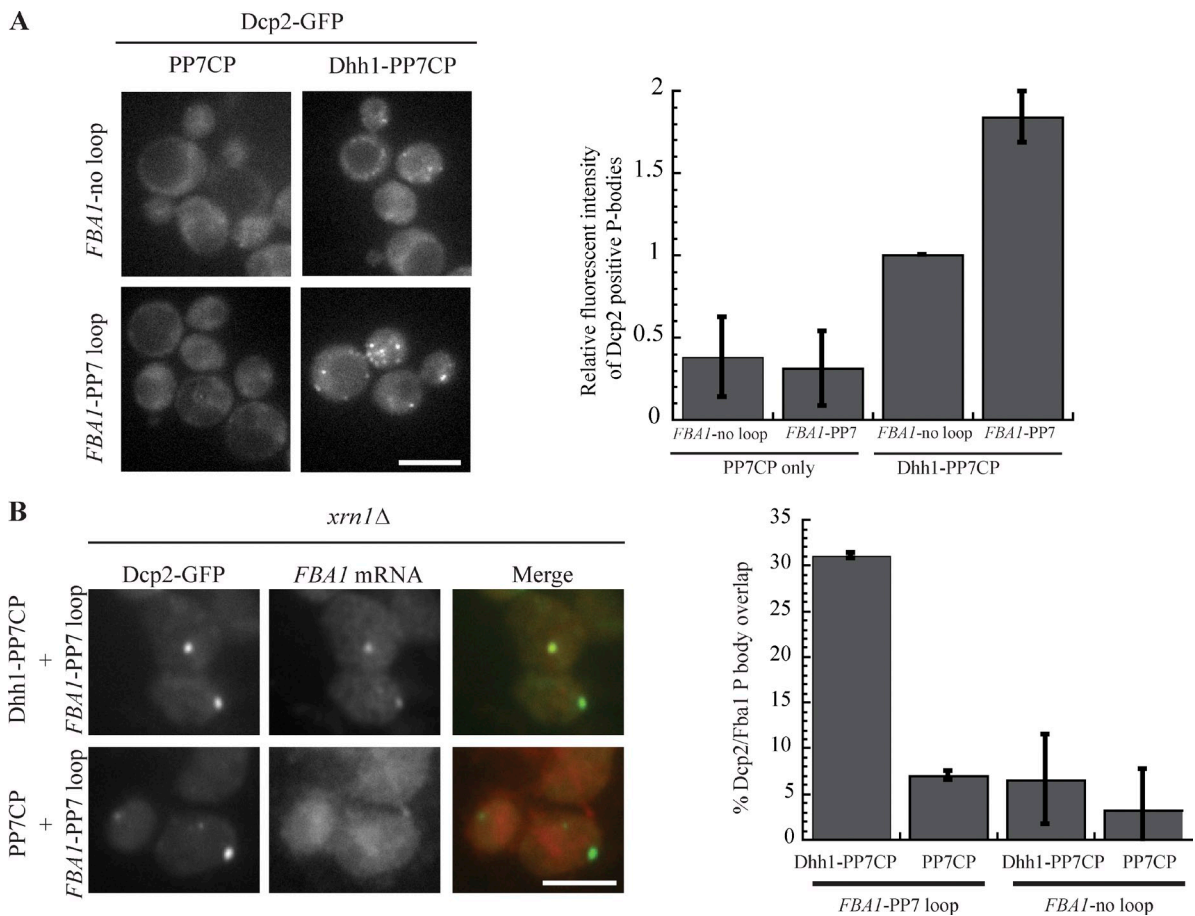 A
Dcp2-GFP
PP7CP
Dhh1-PP7CP
FBA1-no loop
FBA1-PP7 loop
Relative fluorescent intensity
of Dcp2 positive P-bodies
2
1.5
1
0.5
0
FBA1-no loop
FBA1-PP7
FBA1-no loop
FBA1-PP7
PP7CP only
Dhh1-PP7CP
B
xrn1Δ
Dcp2-GFP
FBA1 mRNA
Merge
Dhh1-PP7CP
+
FBA1-PP7 loop
PP7CP
+
FBA1-PP7 loop
% Dcp2/Fba1 P body overlap
35
30
25
20
15
10
5
0
Dhh1-PP7CP
PP7CP
Dhh1-PP7CP
PP7CP
FBA1-PP7 loop
FBA1-no loop